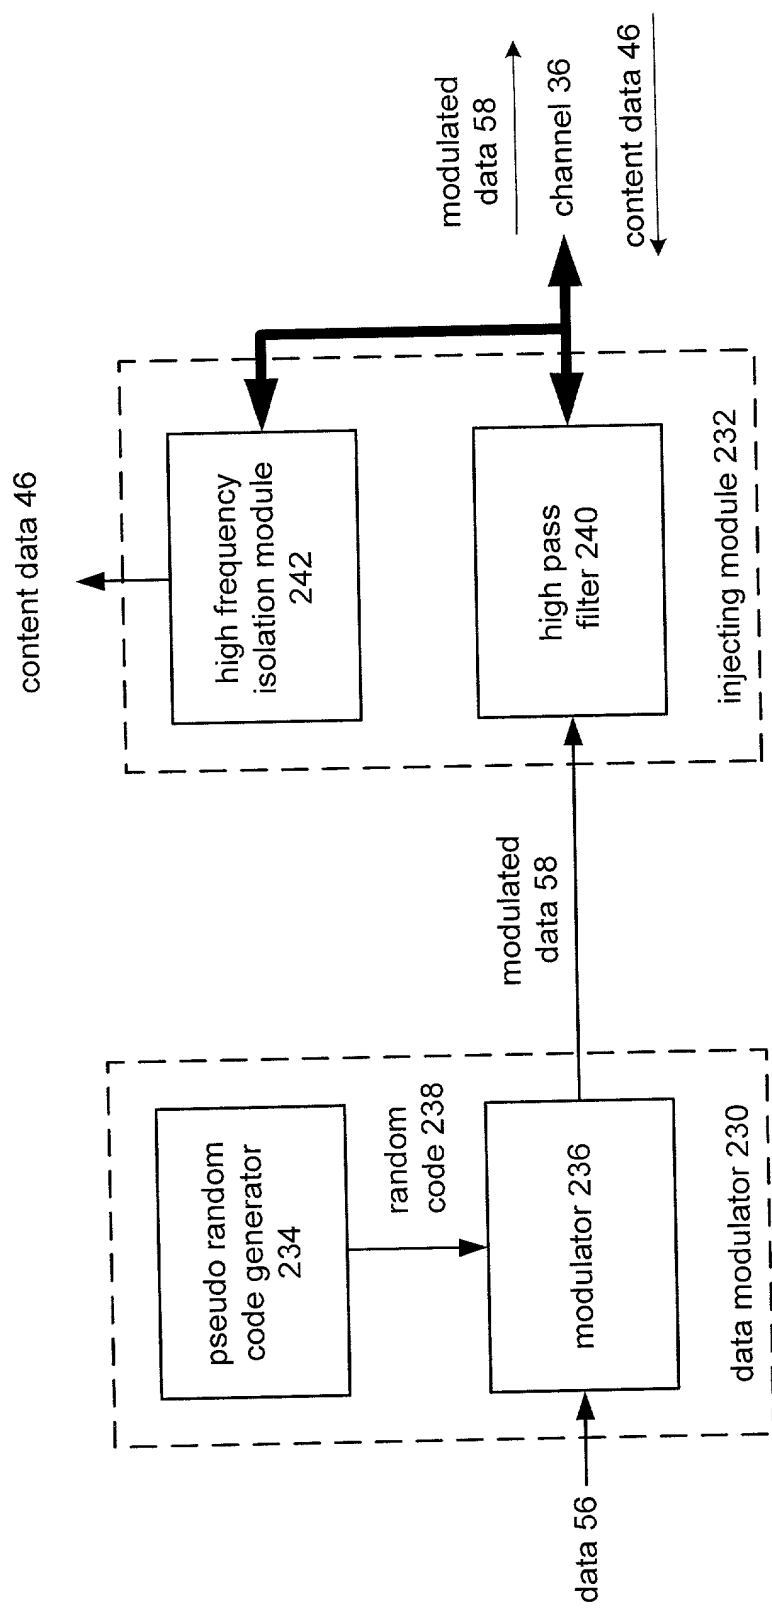 content data 46
pseudo random
code generator
234
random
code 238
data 56
modulator 236
data modulator 230
modulated
data 58
high frequency
isolation module
242
high pass
filter 240
injecting module 232
modulated
data 58
channel 36
content data 46